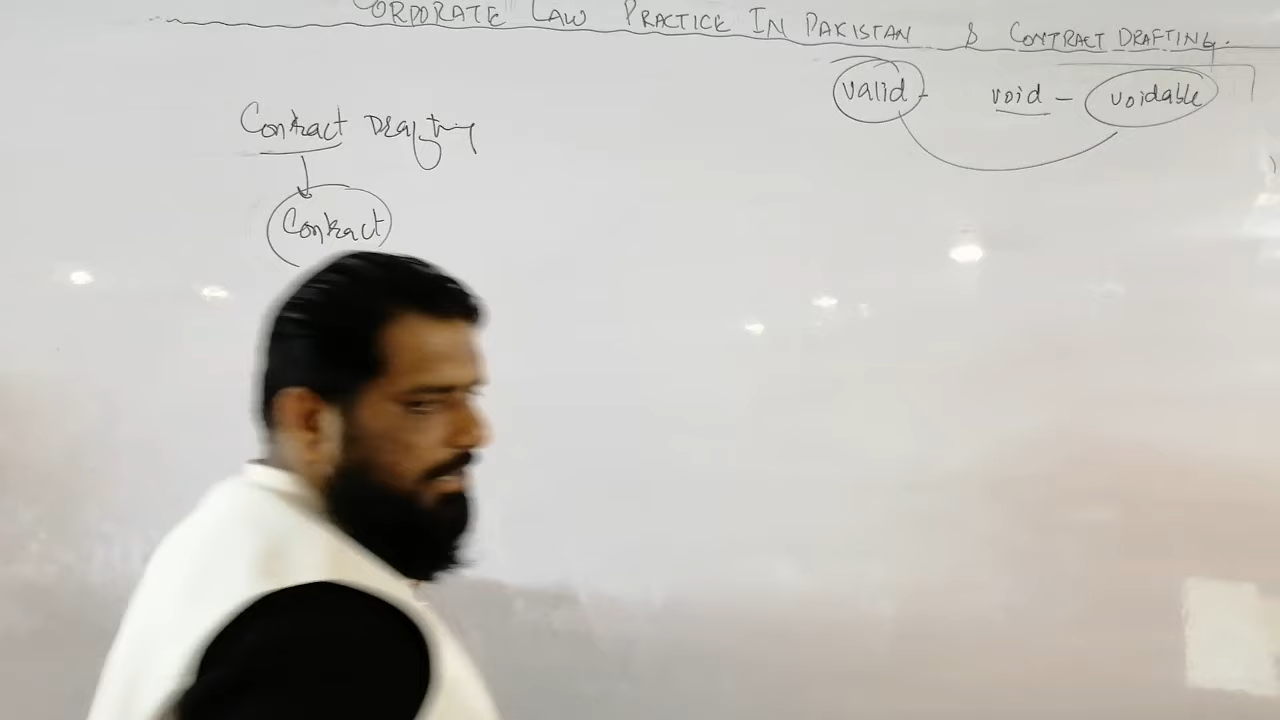 CORPORATE LAW PRACTICE IN PAKISTAN & CONTRACT DRAFTING.
valid - void - voidable
Contract Drafting
Contract